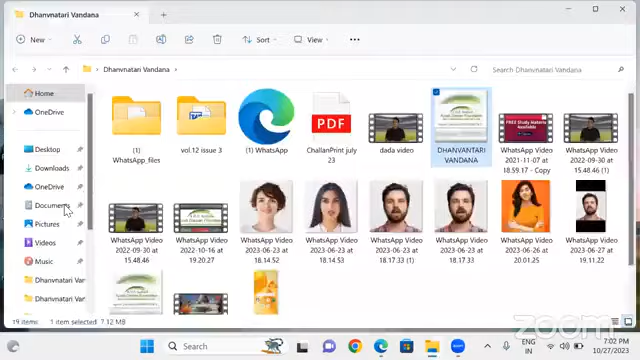 Dhanvnatari Vandana
New
Sort
View
Dhanvnatari Vandana
Search Dhanvnatari Vandana
Home
OneDrive
Desktop
Downloads
OneDrive
Documents
Pictures
Videos
Music
Dhanvnatari Van
Dhanvnatari Van
(1)
WhatsApp_files
vol.12 issue 3
(1) WhatsApp
PDF
ChallanPrint july
23
dada video
DHANVANTARI
VANDANA
FREE Study Material
Available
WhatsApp Video
2021-11-07 at
18.59.17 - Copy
WhatsApp Video
2022-09-30 at
15.48.46 (1)
WhatsApp Video
2022-09-30 at
15.48.46
WhatsApp Video
2022-10-16 at
19.20.27
WhatsApp Video
2023-06-23 at
18.14.52
WhatsApp Video
2023-06-23 at
18.14.53
WhatsApp Video
2023-06-23 at
18.17.33 (1)
WhatsApp Video
2023-06-23 at
18.17.33
WhatsApp Video
2023-06-26 at
20.01.25
WhatsApp Video
2023-06-27 at
19.11.22
19 items
1 item selected
7.12 MB
Search
ENG
IN
7:02 PM
10/27/2023
zoom